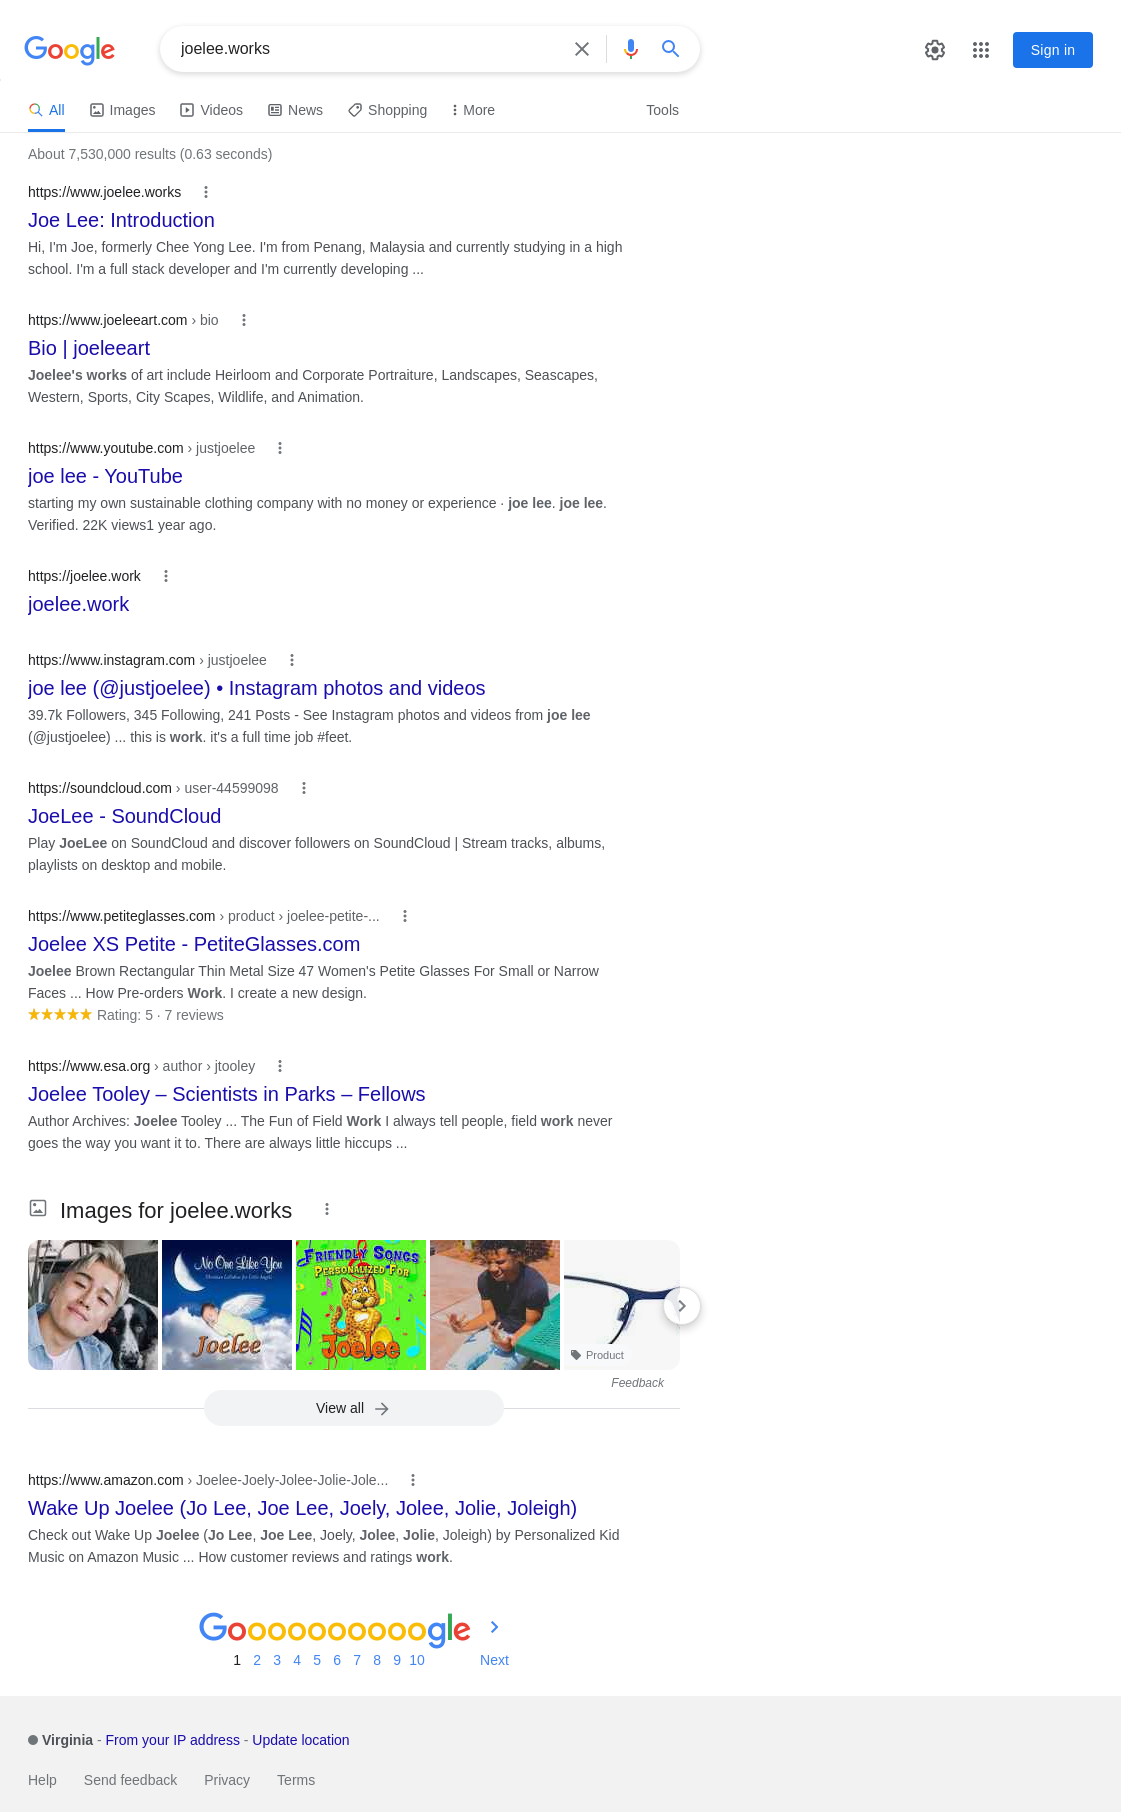 Google
joelee.works
Sign in
All
Images
Videos
News
Shopping
More
Tools
About 7,530,000 results (0.63 seconds)
https://www.joelee.works
Joe Lee: Introduction
Hi, I'm Joe, formerly Chee Yong Lee. I'm from Penang, Malaysia and currently studying in a high
school. I'm a full stack developer and I'm currently developing ...
https://www.joeleeart.com › bio
Bio | joeleeart
Joelee's works of art include Heirloom and Corporate Portraiture, Landscapes, Seascapes,
Western, Sports, City Scapes, Wildlife, and Animation.
https://www.youtube.com › justjoelee
joe lee - YouTube
starting my own sustainable clothing company with no money or experience · joe lee. joe lee.
Verified. 22K views1 year ago.
https://joelee.work
joelee.work
https://www.instagram.com › justjoelee
joe lee (@justjoelee) • Instagram photos and videos
39.7k Followers, 345 Following, 241 Posts - See Instagram photos and videos from joe lee
(@justjoelee) ... this is work. it's a full time job #feet.
https://soundcloud.com › user-44599098
JoeLee - SoundCloud
Play JoeLee on SoundCloud and discover followers on SoundCloud | Stream tracks, albums,
playlists on desktop and mobile.
https://www.petiteglasses.com › product › joelee-petite-...
Joelee XS Petite - PetiteGlasses.com
Joelee Brown Rectangular Thin Metal Size 47 Women's Petite Glasses For Small or Narrow
Faces ... How Pre-orders Work. I create a new design.
Rating: 5 · 7 reviews
https://www.esa.org › author › jtooley
Joelee Tooley – Scientists in Parks – Fellows
Author Archives: Joelee Tooley ... The Fun of Field Work I always tell people, field work never
goes the way you want it to. There are always little hiccups ...
Images for joelee.works
No One Like You
Joelee
FRIENDLY SONGS
PERSONALIZED FOR
Joelee
Product
Feedback
View all
https://www.amazon.com › Joelee-Joely-Jolee-Jolie-Jole...
Wake Up Joelee (Jo Lee, Joe Lee, Joely, Jolee, Jolie, Joleigh)
Check out Wake Up Joelee (Jo Lee, Joe Lee, Joely, Jolee, Jolie, Joleigh) by Personalized Kid
Music on Amazon Music ... How customer reviews and ratings work.
Goooooooooogle
1 2 3 4 5 6 7 8 9 10 Next
Virginia - From your IP address - Update location
Help Send feedback Privacy Terms